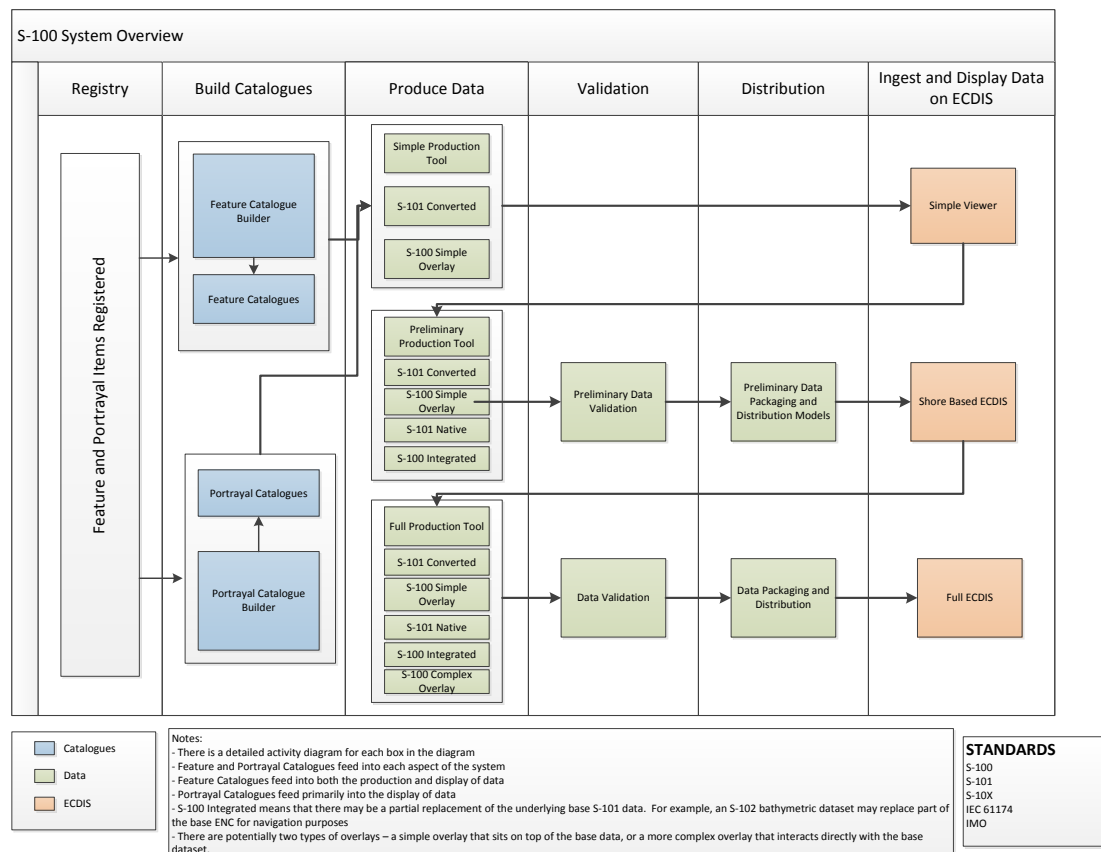 S-100 System Overview
Registry
Build Catalogues
Produce Data
Validation
Distribution
Ingest and Display Data
on ECDIS
Feature and Portrayal Items Registered
Feature Catalogue
Builder
Feature Catalogues
Portrayal Catalogues
Portrayal Catalogue
Builder
Simple Production
Tool
S-101 Converted
S-100 Simple
Overlay
Simple Viewer
Preliminary
Production Tool
S-101 Converted
S-100 Simple
Overlay
S-101 Native
S-100 Integrated
Preliminary Data
Validation
Preliminary Data
Packaging and
Distribution Models
Shore Based ECDIS
Full Production Tool
S-101 Converted
S-100 Simple
Overlay
S-101 Native
S-100 Integrated
S-100 Complex
Overlay
Data Validation
Data Packaging and
Distribution
Full ECDIS
Catalogues
Data
ECDIS
Notes:
- There is a detailed activity diagram for each box in the diagram
- Feature and Portrayal Catalogues feed into each aspect of the system
- Feature Catalogues feed into both the production and display of data
- Portrayal Catalogues feed primarily into the display of data
- S-100 Integrated means that there may be a partial replacement of the underlying base S-101 data. For example, an S-102 bathymetric dataset may replace part of
the base ENC for navigation purposes
- There are potentially two types of overlays – a simple overlay that sits on top of the base data, or a more complex overlay that interacts directly with the base
dataset.
STANDARDS
S-100
S-101
S-10X
IEC 61174
IMO